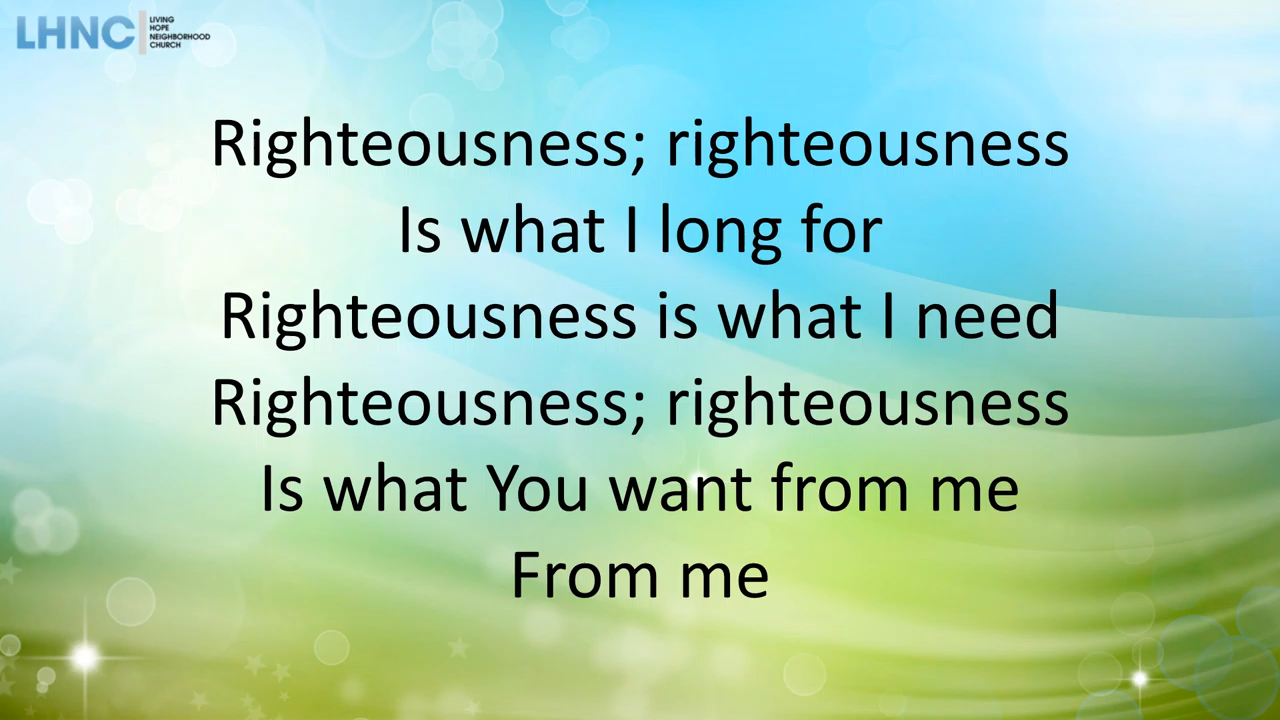 LHNC
LIVING
HOPE
NEIGHBORHOOD
CHURCH
Righteousness; righteousness
Is what I long for
Righteousness is what I need
Righteousness; righteousness
Is what You want from me
From me